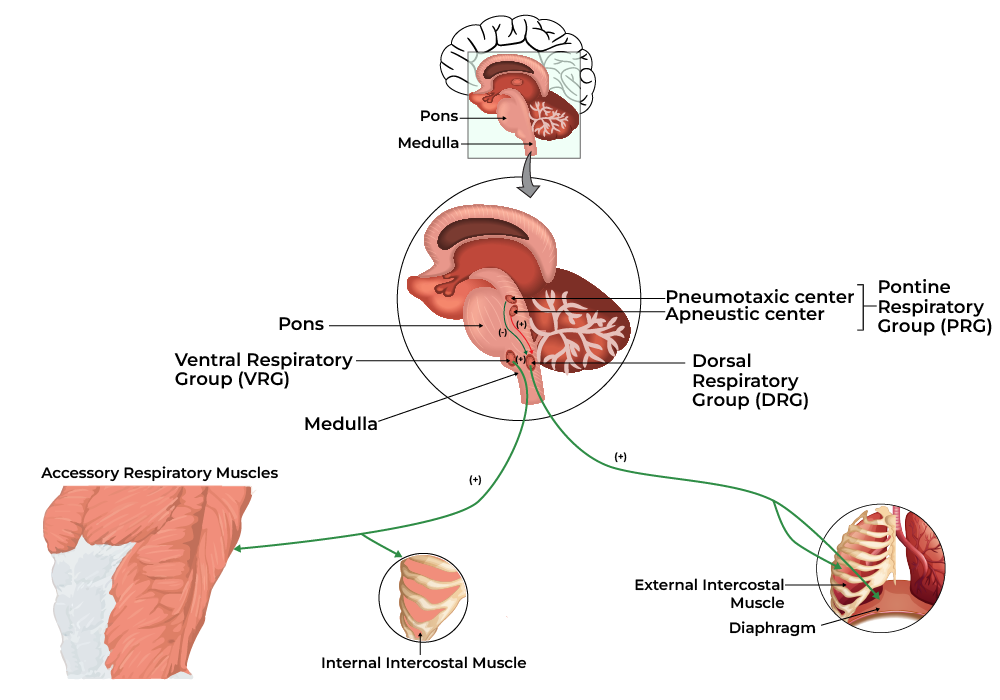 Pons
Medulla
Pneumotaxic center
Apneustic center
Pontine
Respiratory
Group (PRG)
Pons
(-)
(+)
(+)
Ventral Respiratory
Group (VRG)
Dorsal
Respiratory
Group (DRG)
Medulla
(+)
(+)
Accessory Respiratory Muscles
External Intercostal
Muscle
Diaphragm
Internal Intercostal Muscle